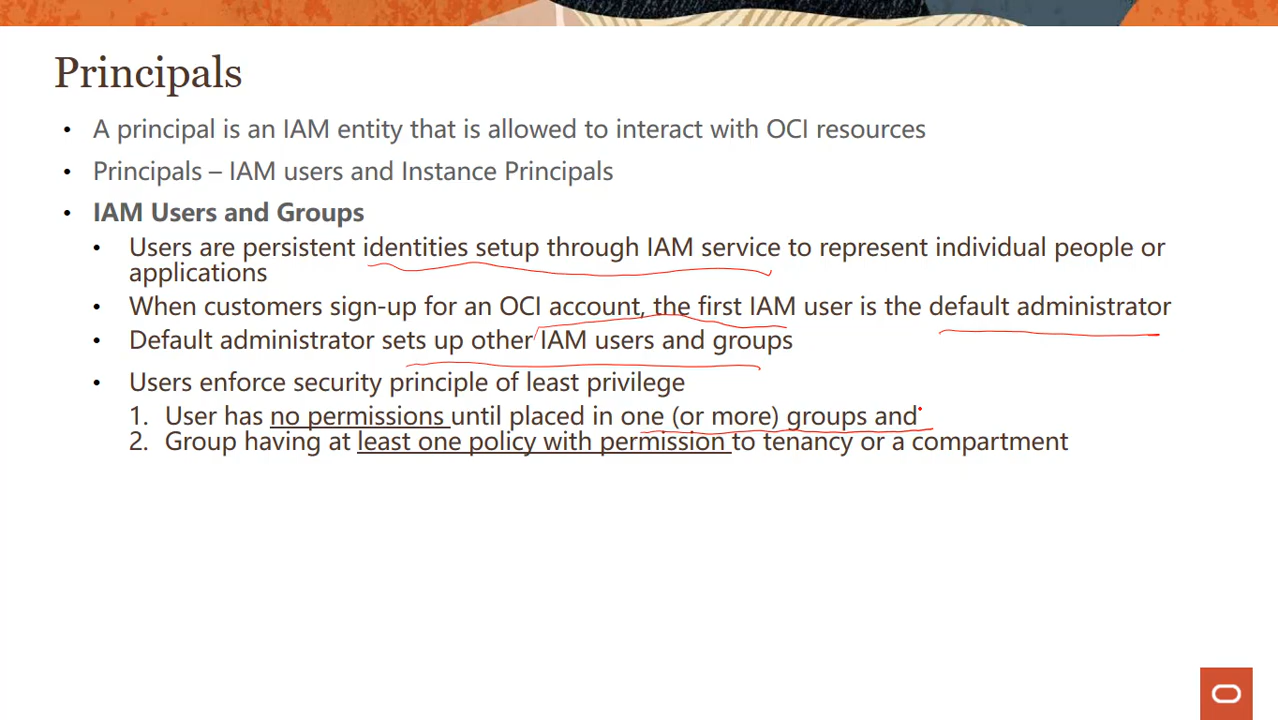 Principals
• A principal is an IAM entity that is allowed to interact with OCI resources
• Principals – IAM users and Instance Principals
• IAM Users and Groups
• Users are persistent identities setup through IAM service to represent individual people or
applications
• When customers sign-up for an OCI account, the first IAM user is the default administrator
• Default administrator sets up other IAM users and groups
• Users enforce security principle of least privilege
1. User has no permissions until placed in one (or more) groups and
2. Group having at least one policy with permission to tenancy or a compartment